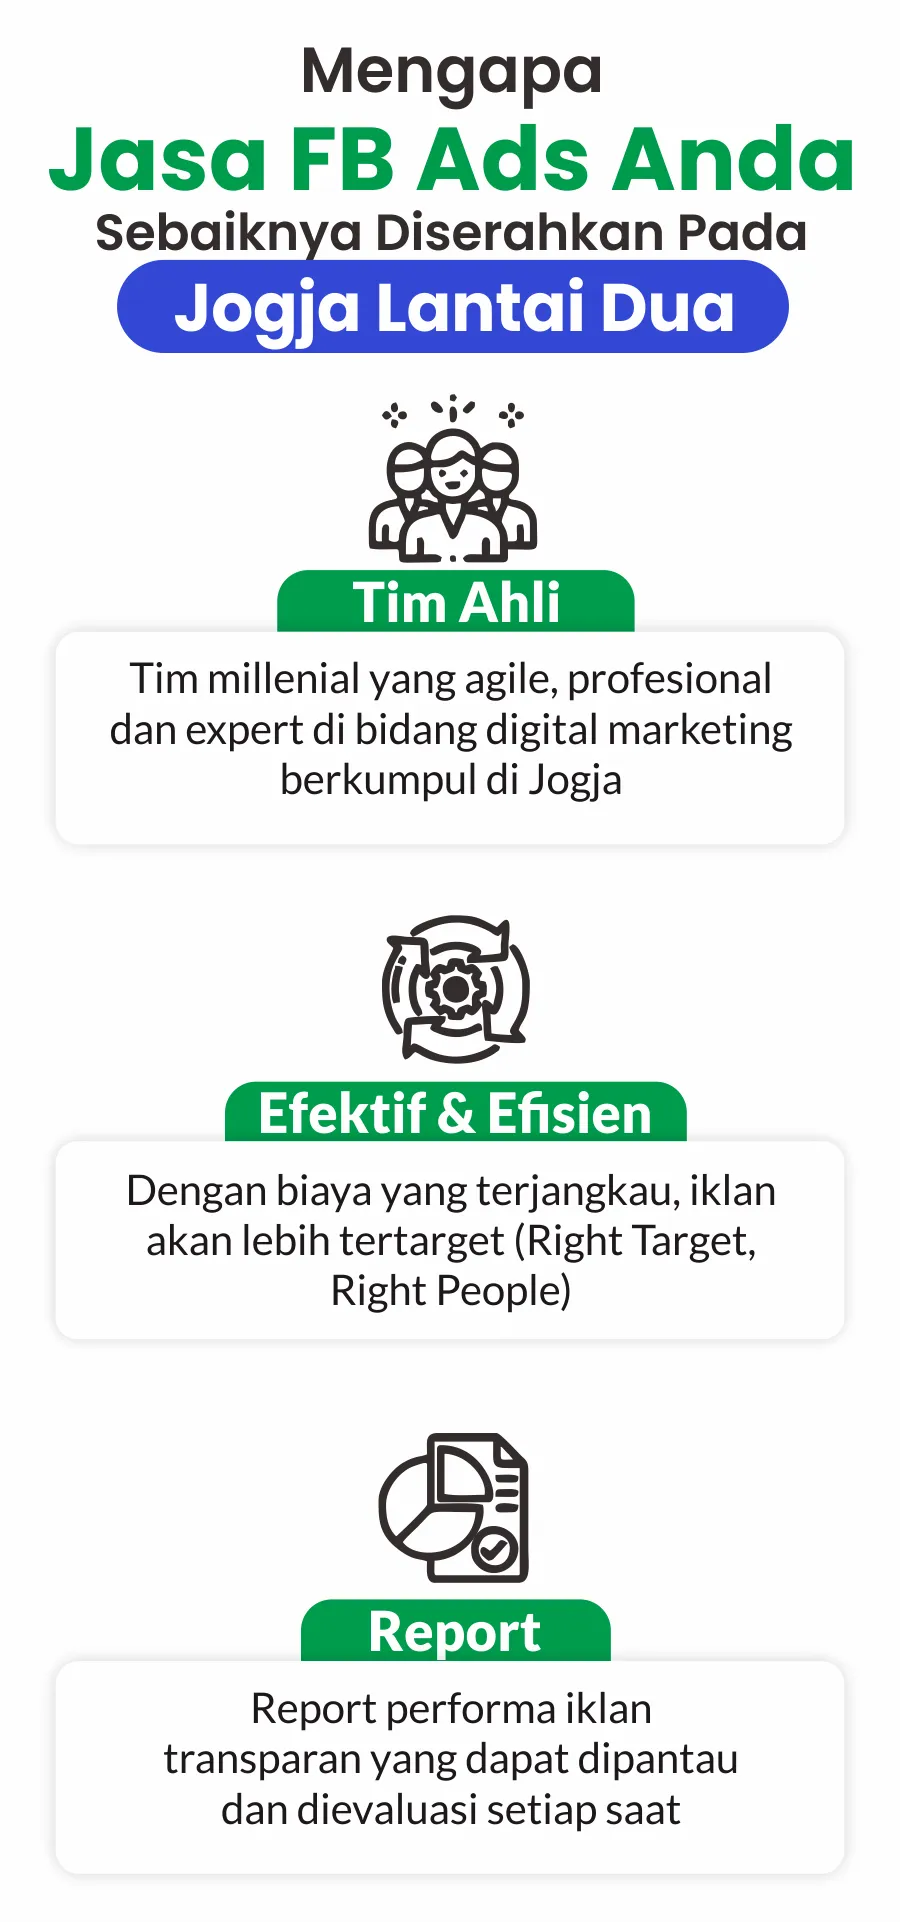 Mengapa
Jasa FB Ads Anda
Sebaiknya Diserahkan Pada
Jogja Lantai Dua
Tim Ahli
Tim millenial yang agile, profesional
dan expert di bidang digital marketing
berkumpul di Jogja
Efektif & Efisien
Dengan biaya yang terjangkau, iklan
akan lebih tertarget (Right Target,
Right People)
Report
Report performa iklan
transparan yang dapat dipantau
dan dievaluasi setiap saat